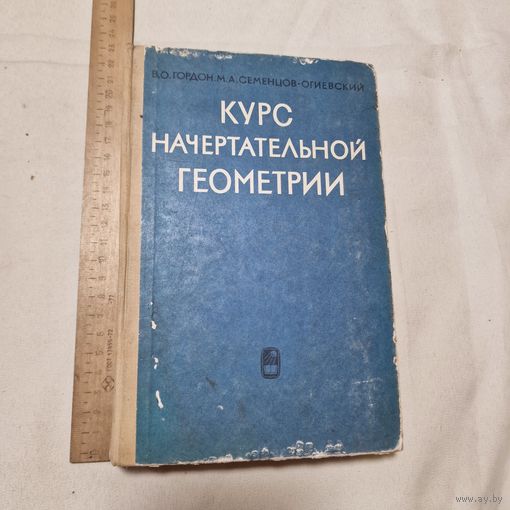 В.О.ГОРДОН, М.А.СЕМЕНЦОВ-ОГИЕВСКИЙ
КУРС
НАЧЕРТАТЕЛЬНОЙ
ГЕОМЕТРИИ
www.ay.by